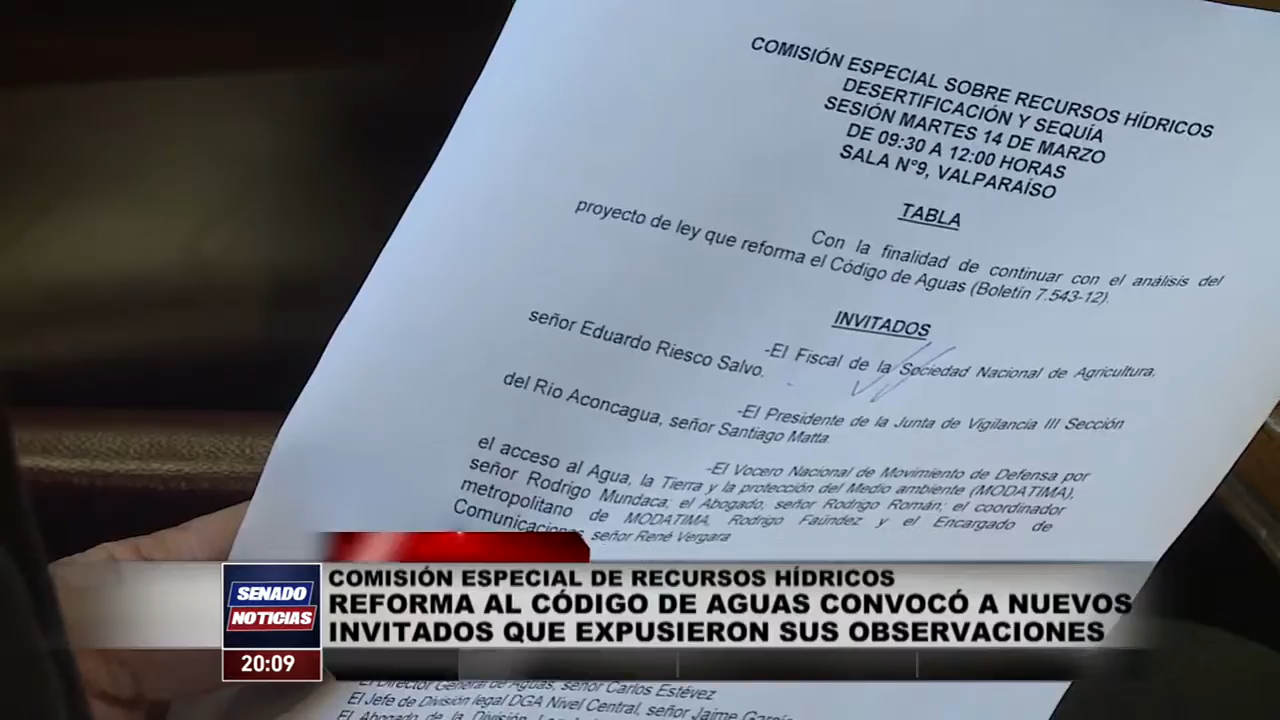 COMISIÓN ESPECIAL SOBRE RECURSOS HÍDRICOS
DESERTIFICACIÓN Y SEQUÍA
SESIÓN MARTES 14 DE MARZO
DE 09:30 A 12:00 HORAS
SALA N°9, VALPARAÍSO
TABLA
Con la finalidad de continuar con el análisis del
proyecto de ley que reforma el Código de Aguas (Boletín 7.543-12).
INVITADOS
-El Fiscal de la Sociedad Nacional de Agricultura,
señor Eduardo Riesco Salvo.
-El Presidente de la Junta de Vigilancia III Sección
del Río Aconcagua, señor Santiago Matta.
-El Vocero Nacional de Movimiento de Defensa por
el acceso al Agua, la Tierra y la protección del Medio ambiente (MODATIMA),
señor Rodrigo Mundaca; el Abogado, señor Rodrigo Román; el coordinador
metropolitano de MODATIMA, Rodrigo Faúndez y el Encargado de
Comunicaciones, señor René Vergara
COMISIÓN ESPECIAL DE RECURSOS HÍDRICOS
REFORMA AL CÓDIGO DE AGUAS CONVOCÓ A NUEVOS
INVITADOS QUE EXPUSIERON SUS OBSERVACIONES
SENADO
NOTICIAS
20:09
El Director General de Aguas, señor Carlos Estévez
El Jefe de División legal DGA Nivel Central, señor Jaime García
El Abogado de la División